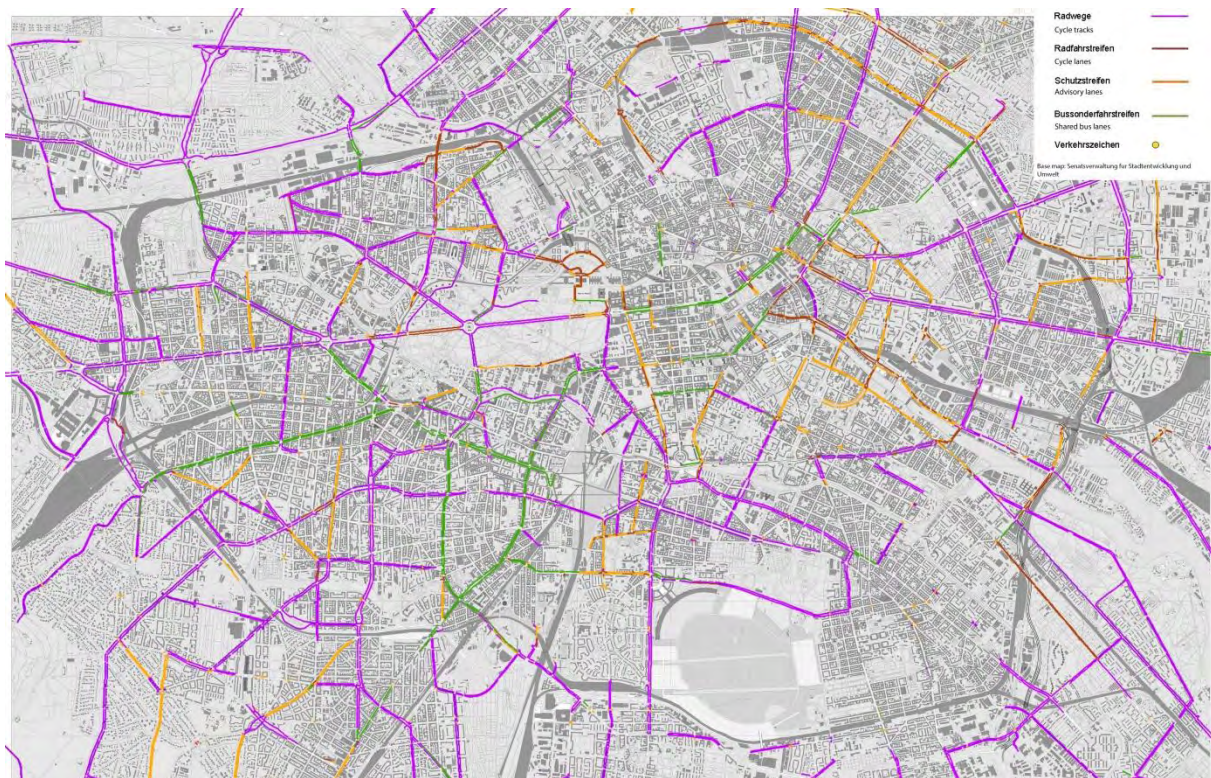 Radwege
Cycle tracks
Radfahrstreifen
Cycle lanes
Schutzstreifen
Advisory lanes
Bussonderfahrstreifen
Shared bus lanes
Verkehrszeichen
Base map: Senatsverwaltung fur Stadtentwicklung und
Umwelt